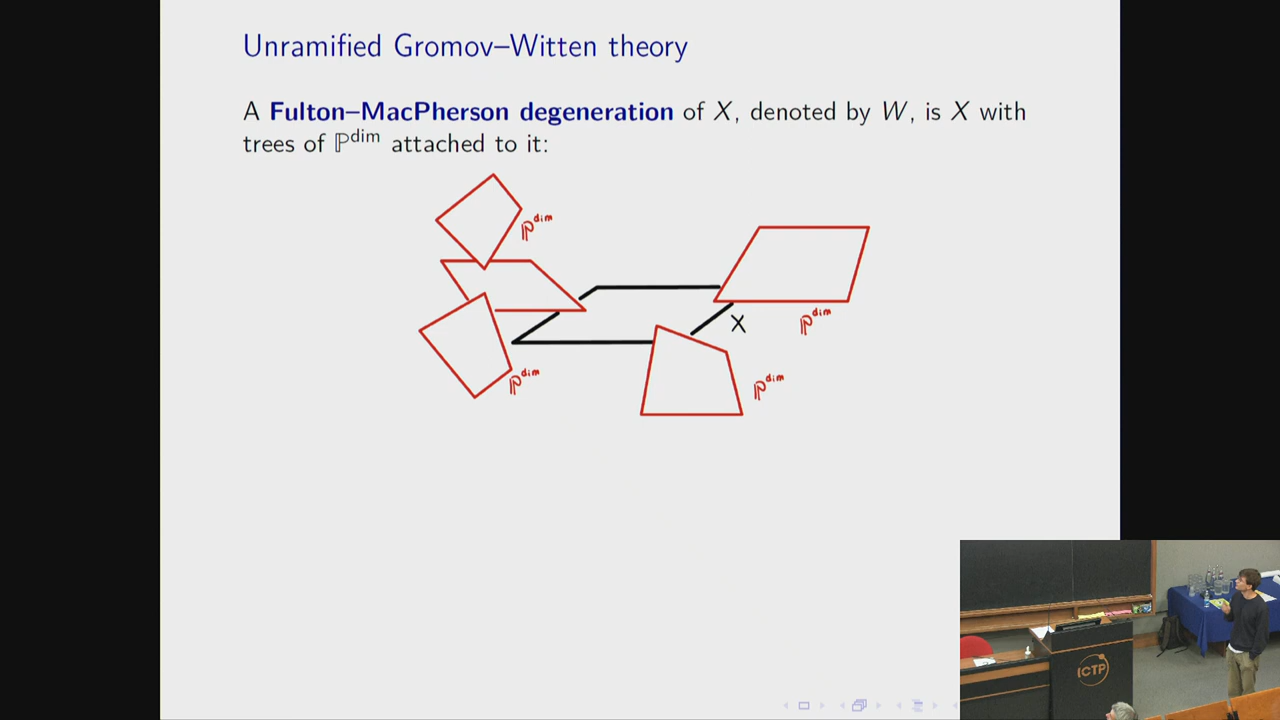 Unramified Gromov–Witten theory
A Fulton–MacPherson degeneration of X, denoted by W, is X with
trees of ℙ^dim attached to it:
ℙ^dim
X
ℙ^dim
ℙ^dim
ℙ^dim
ICTP